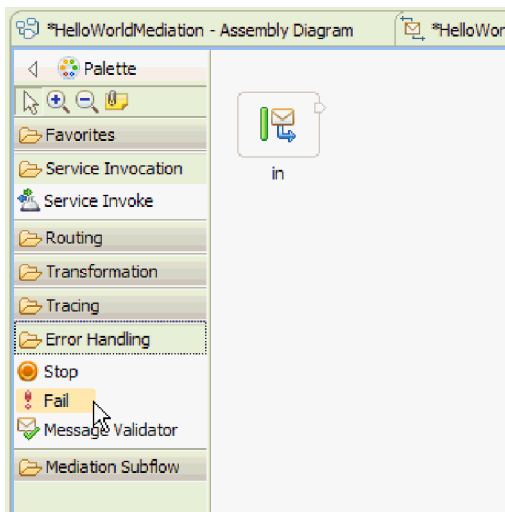 *HelloWorldMediation - Assembly Diagram
*HelloWor
Palette
Favorites
in
Service Invocation
Service Invoke
Routing
Transformation
Tracing
Error Handling
Stop
Fail
Message Validator
Mediation Subflow